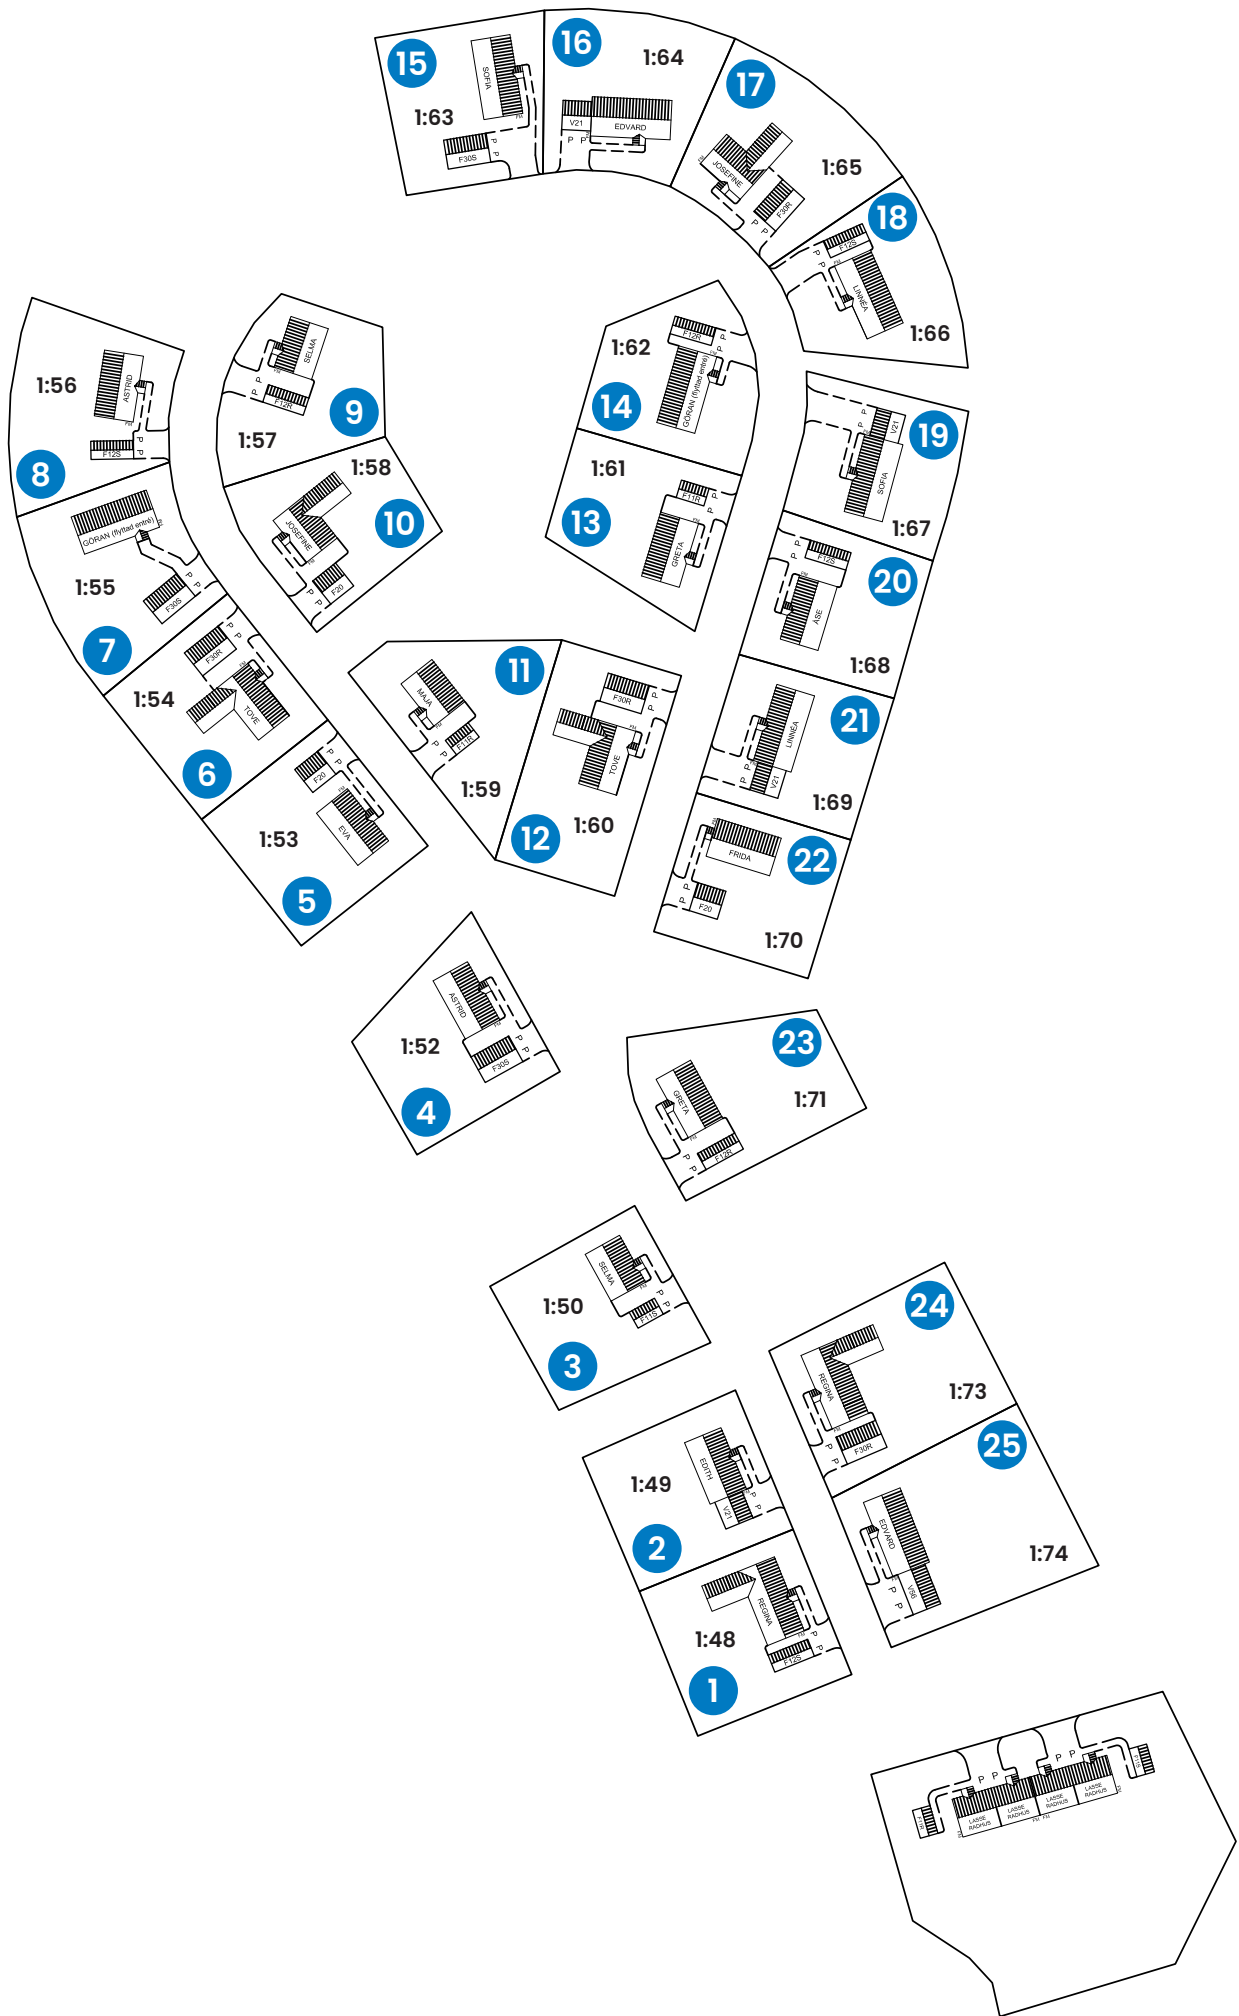 15
SOFIA
1:63
F30S
P
P
16
1:64
V21
EDVARD
P P
17
JOSEFINE
1:65
F30R
P
P
18
F12S
P
P
LINNÉA
1:66
1:56
ASTRID
F12S
P
P
8
SELMA
P
P
F12R
9
1:57
1:62
F12R
P
P
GÖRAN (flyttad entré)
14
P
V21
19
P
SOFIA
1:67
1:58
JOSEFINE
10
F20
P
P
1:61
F11R
P
P
13
GRETA
GÖRAN (flyttad entré)
1:55
F30S
P
P
7
P
P
F12S
20
ÅSE
1:68
F30R
P
P
1:54
TOVE
6
11
MAJA
P
P
F11R
1:59
F30R
P
P
TOVE
12
1:60
21
LINNÉA
P
P
V21
1:69
P
P
F20
1:53
EVA
5
FRIDA
22
P
P
F20
1:70
ASTRID
1:52
P
P
F30S
4
23
GRETA
1:71
P
P
F12R
SELMA
1:50
P
P
F11S
3
24
REGINA
1:73
P
P
F30R
EDITH
1:49
P
P
V21
2
25
EDVARD
1:74
P
P
VS6
REGINA
1:48
P
P
F12S
1
P P
P P
LASSE
RADHUS
LASSE
RADHUS
LASSE
RADHUS
LASSE
RADHUS